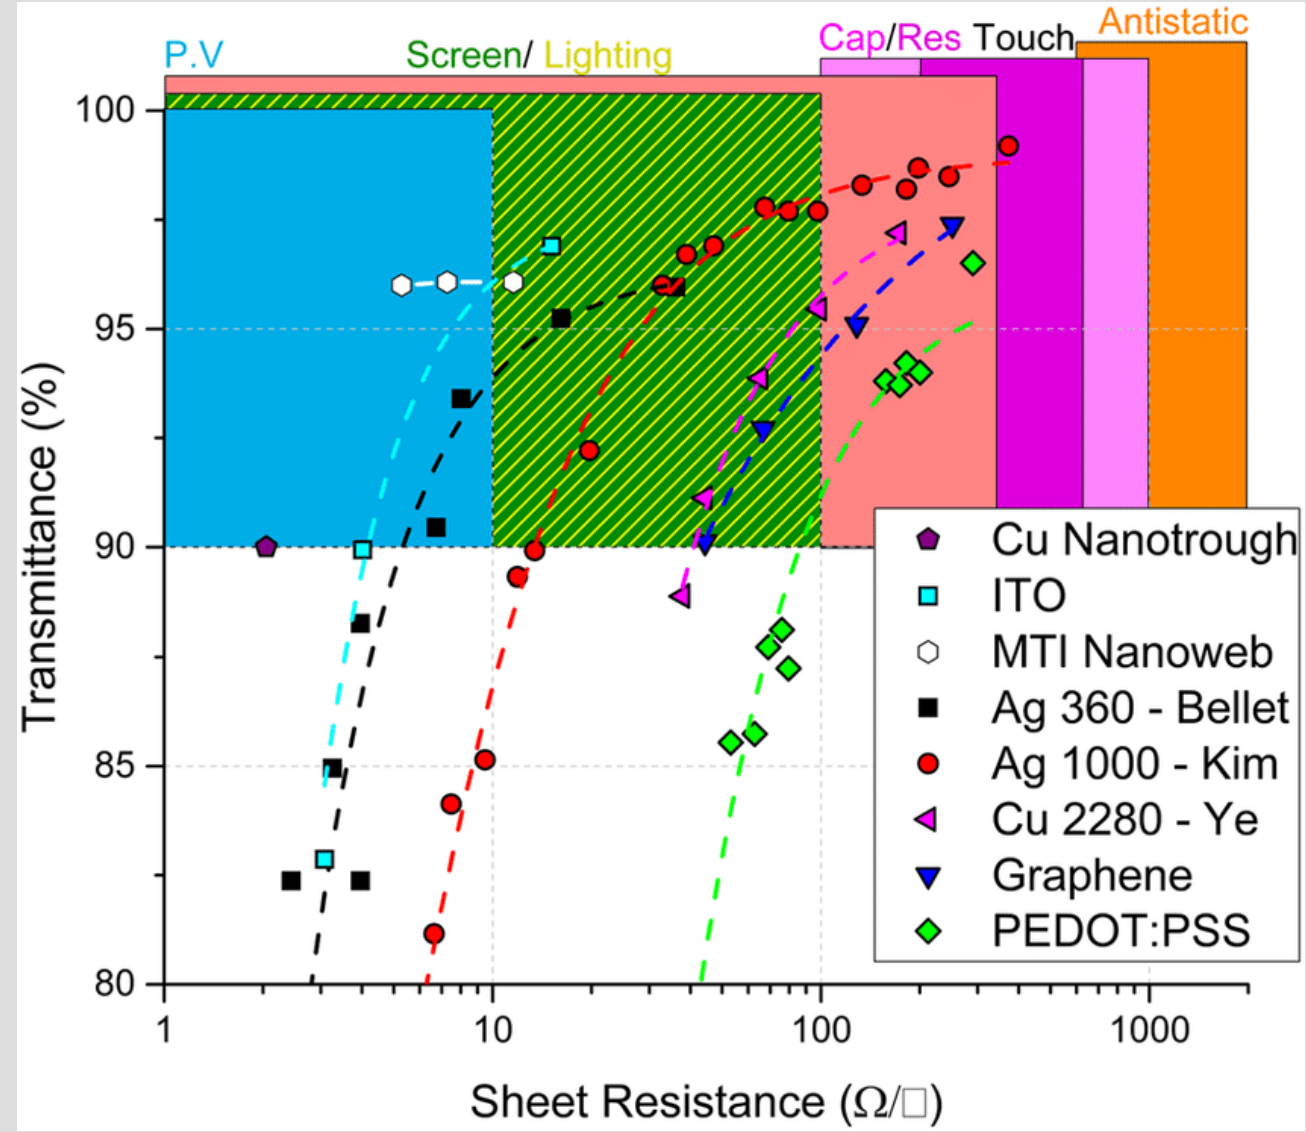 Antistatic
P.V Screen/ Lighting Cap/Res Touch
100
95
90
85
80
Transmittance (%)
Cu Nanotrough
ITO
MTI Nanoweb
Ag 360 - Bellet
Ag 1000 - Kim
Cu 2280 - Ye
Graphene
PEDOT:PSS
1 10 100 1000
Sheet Resistance (Ω/□)